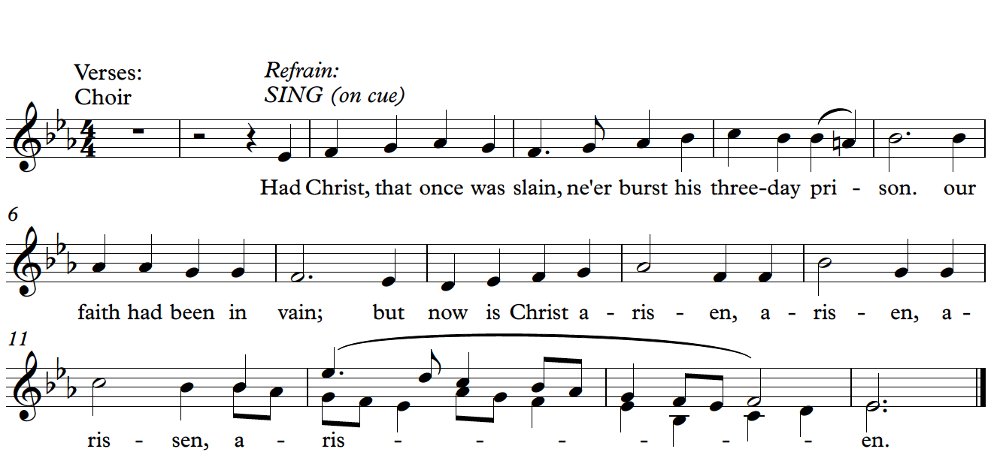 Verses:
Choir
Refrain:
SING (on cue)
Had Christ, that once was slain, ne'er burst his three-day pri - son. our
6
faith had been in vain; but now is Christ a - ris - en, a - ris - en, a -
11
ris - sen, a - ris - - - - - - en.